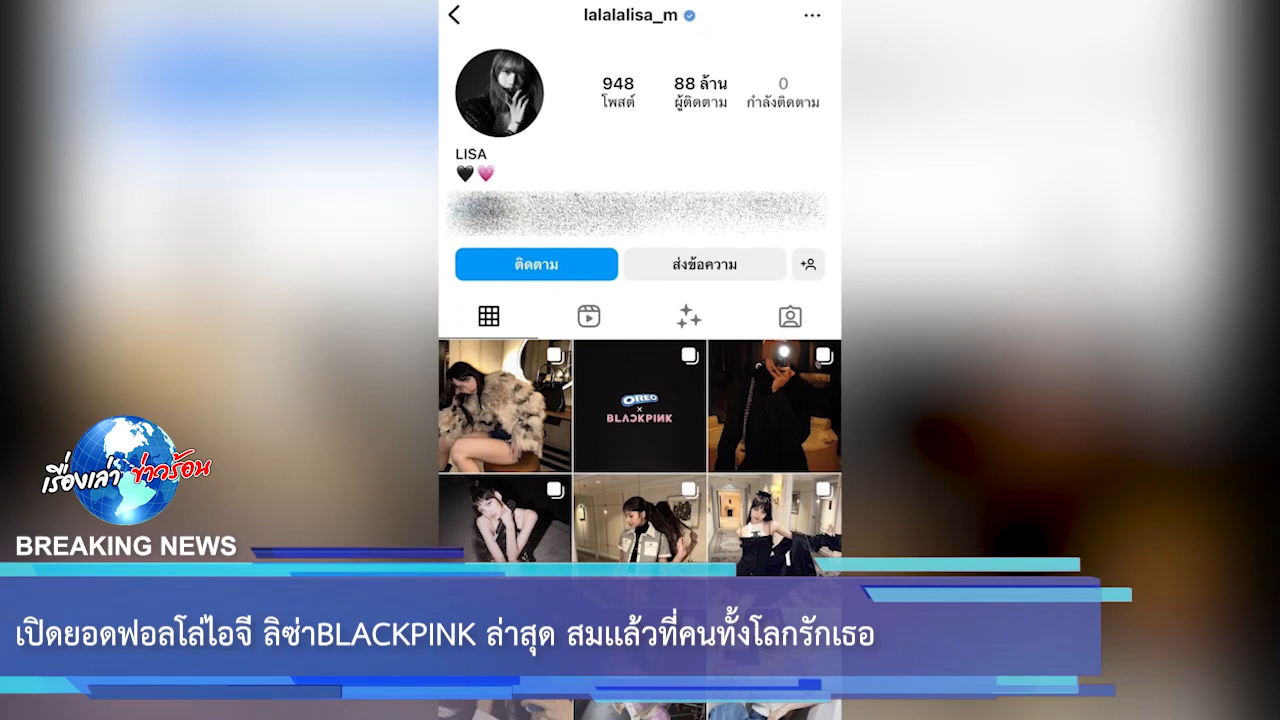 lalalalisa_m
948
88 ล้าน
0
โพสต์
ผู้ติดตาม
กำลังติดตาม
LISA
ติดตาม
ส่งข้อความ
OREO
×
BLACKPINK
เรื่องเล่า ข่าวร้อน
BREAKING NEWS
เปิดยอดฟอลโล่ไอจี ลิซ่าBLACKPINK ล่าสุด สมแล้วที่คนทั้งโลกรักเธอ